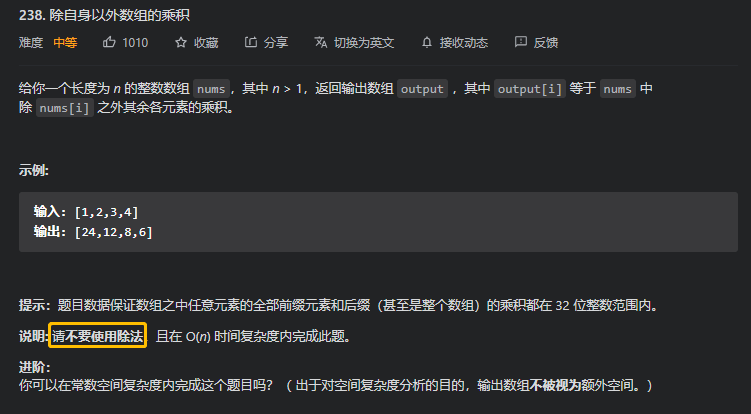 238. 除自身以外数组的乘积
难度 中等 1010 收藏 分享 切换为英文 接收动态 反馈
给你一个长度为 n 的整数数组 nums，其中 n > 1，返回输出数组 output ，其中 output[i] 等于 nums 中
除 nums[i] 之外其余各元素的乘积。
示例:
输入: [1,2,3,4]
输出: [24,12,8,6]
提示：题目数据保证数组之中任意元素的全部前缀元素和后缀（甚至是整个数组）的乘积都在 32 位整数范围内。
说明: 请不要使用除法，且在 O(n) 时间复杂度内完成此题。
进阶：
你可以在常数空间复杂度内完成这个题目吗？（ 出于对空间复杂度分析的目的，输出数组不被视为额外空间。）